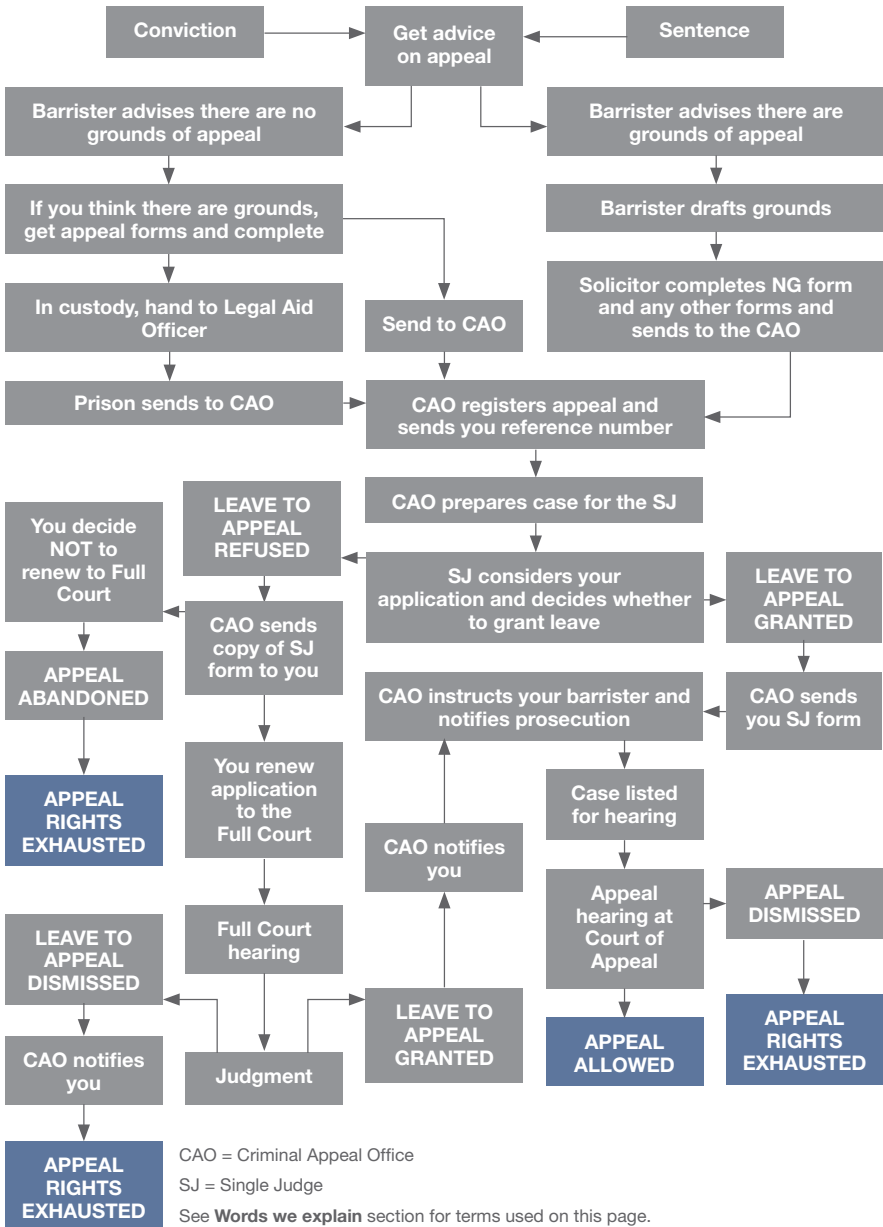 Conviction
Get advice
on appeal
Sentence
Barrister advises there are no
grounds of appeal
Barrister advises there are
grounds of appeal
If you think there are grounds,
get appeal forms and complete
Barrister drafts grounds
In custody, hand to Legal Aid
Officer
Send to CAO
Solicitor completes NG form
and any other forms and
sends to the CAO
Prison sends to CAO
CAO registers appeal and
sends you reference number
CAO prepares case for the SJ
You decide
NOT to
renew to Full
Court
LEAVE TO
APPEAL
REFUSED
SJ considers your
application and decides whether
to grant leave
LEAVE TO
APPEAL
GRANTED
CAO sends
copy of SJ
form to you
APPEAL
ABANDONED
CAO instructs your barrister and
notifies prosecution
CAO sends
you SJ form
APPEAL
RIGHTS
EXHAUSTED
You renew
application
to the
Full Court
CAO notifies
you
Case listed
for hearing
Appeal
hearing at
Court of
Appeal
APPEAL
DISMISSED
LEAVE TO
APPEAL
DISMISSED
Full Court
hearing
LEAVE TO
APPEAL
GRANTED
APPEAL
ALLOWED
APPEAL
RIGHTS
EXHAUSTED
CAO notifies
you
Judgment
APPEAL
RIGHTS
EXHAUSTED
CAO = Criminal Appeal Office
SJ = Single Judge
See Words we explain section for terms used on this page.